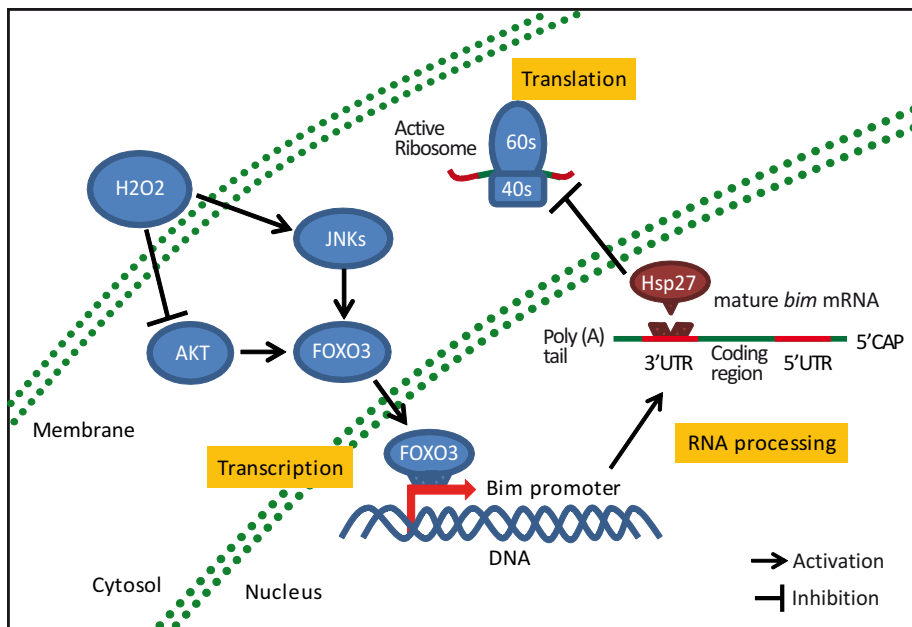 Translation
Active
Ribosome
60s
40s
H2O2
JNKs
AKT
FOXO3
Hsp27
mature bim mRNA
Poly (A)
tail
3’UTR
Coding
region
5’UTR
5’CAP
Membrane
Transcription
FOXO3
Bim promoter
DNA
RNA processing
Cytosol
Nucleus
Activation
Inhibition